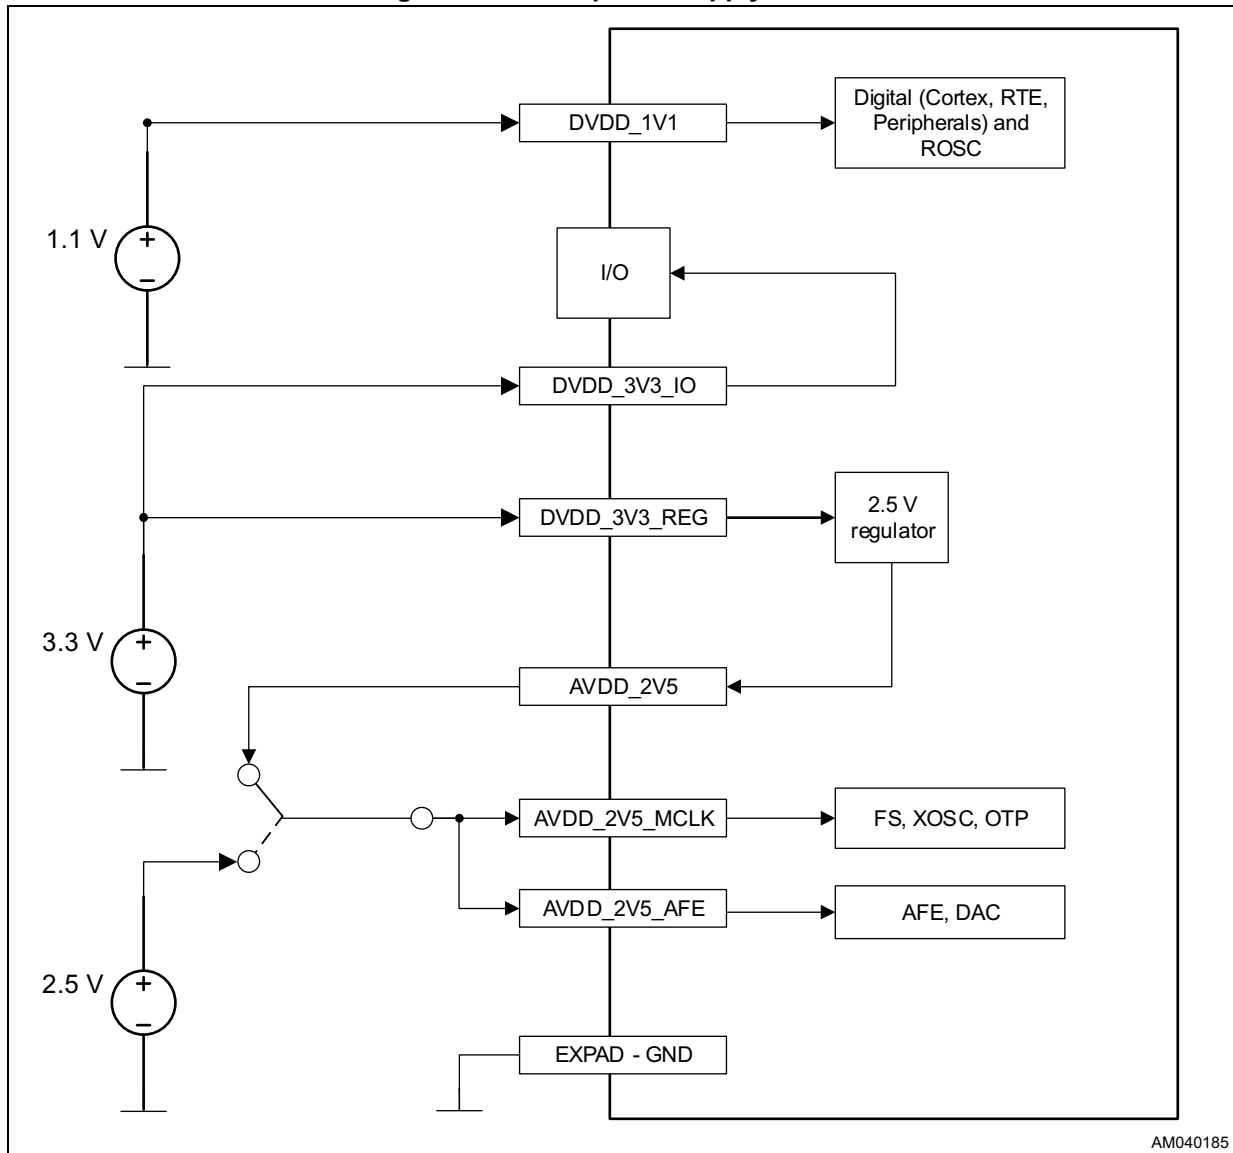 DVDD_1V1
Digital (Cortex, RTE,
Peripherals) and
ROSC
1.1 V
+
−
I/O
DVDD_3V3_IO
DVDD_3V3_REG
2.5 V
regulator
3.3 V
+
−
AVDD_2V5
AVDD_2V5_MCLK
FS, XOSC, OTP
AVDD_2V5_AFE
AFE, DAC
2.5 V
+
−
EXPAD - GND
AM040185